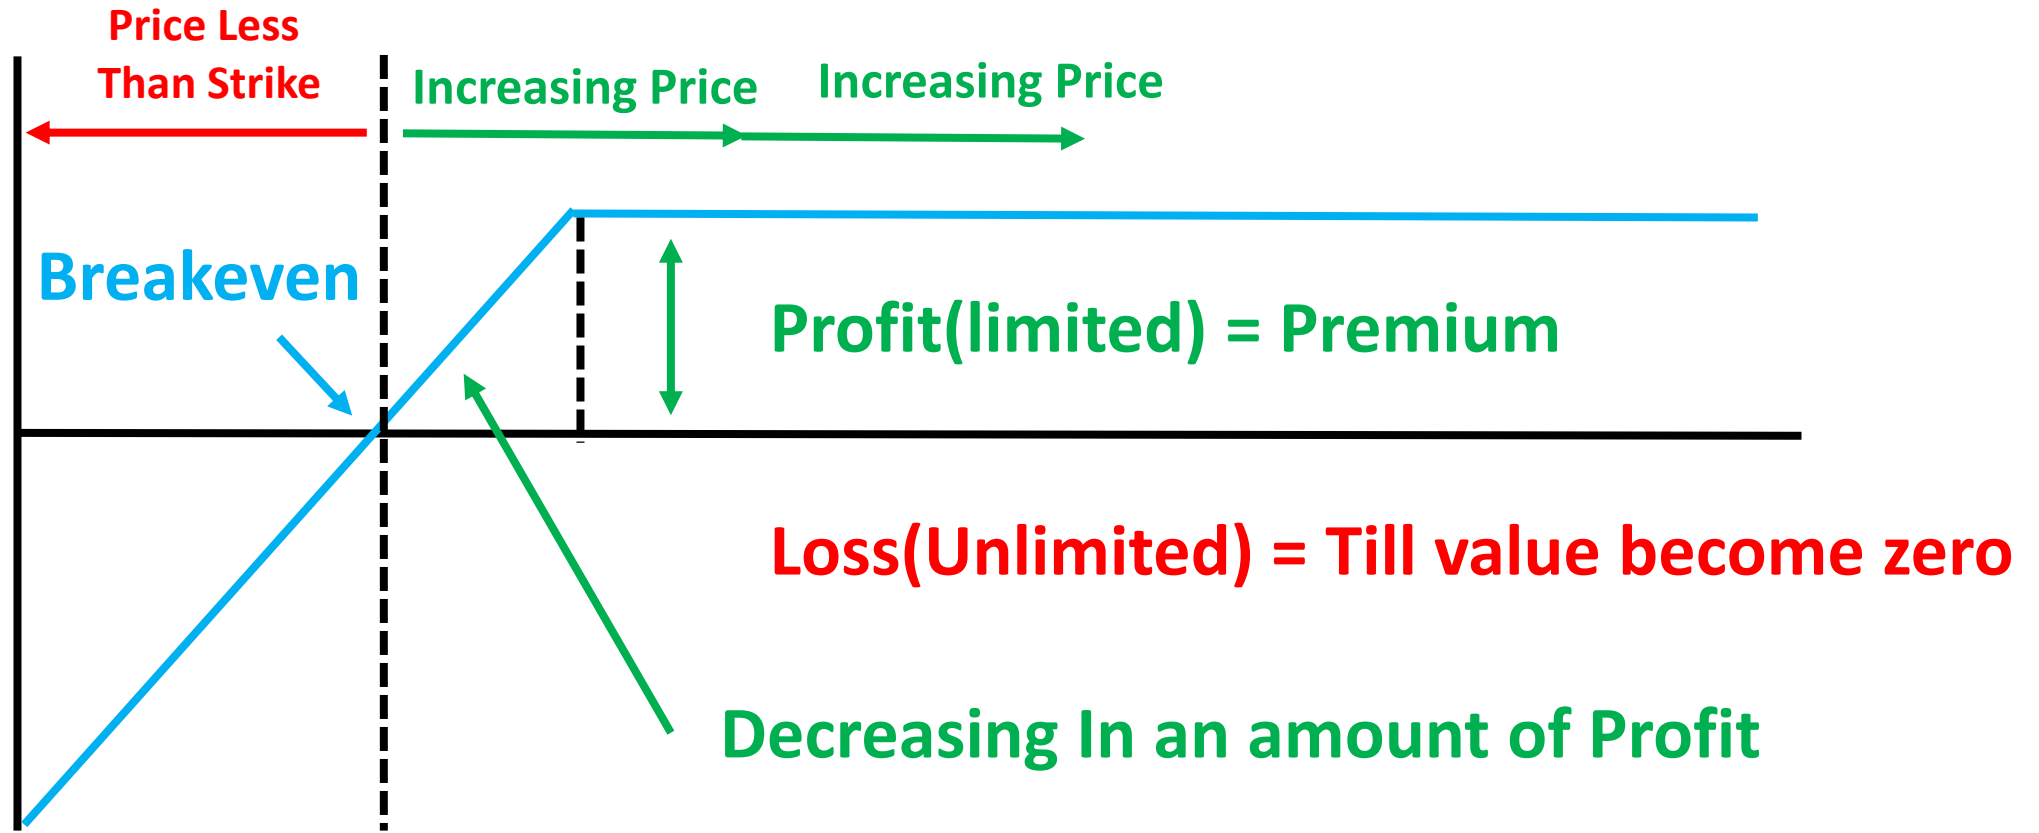 Price Less
Than Strike
Increasing Price
Increasing Price
Breakeven
Profit(limited) = Premium
Loss(Unlimited) = Till value become zero
Decreasing In an amount of Profit